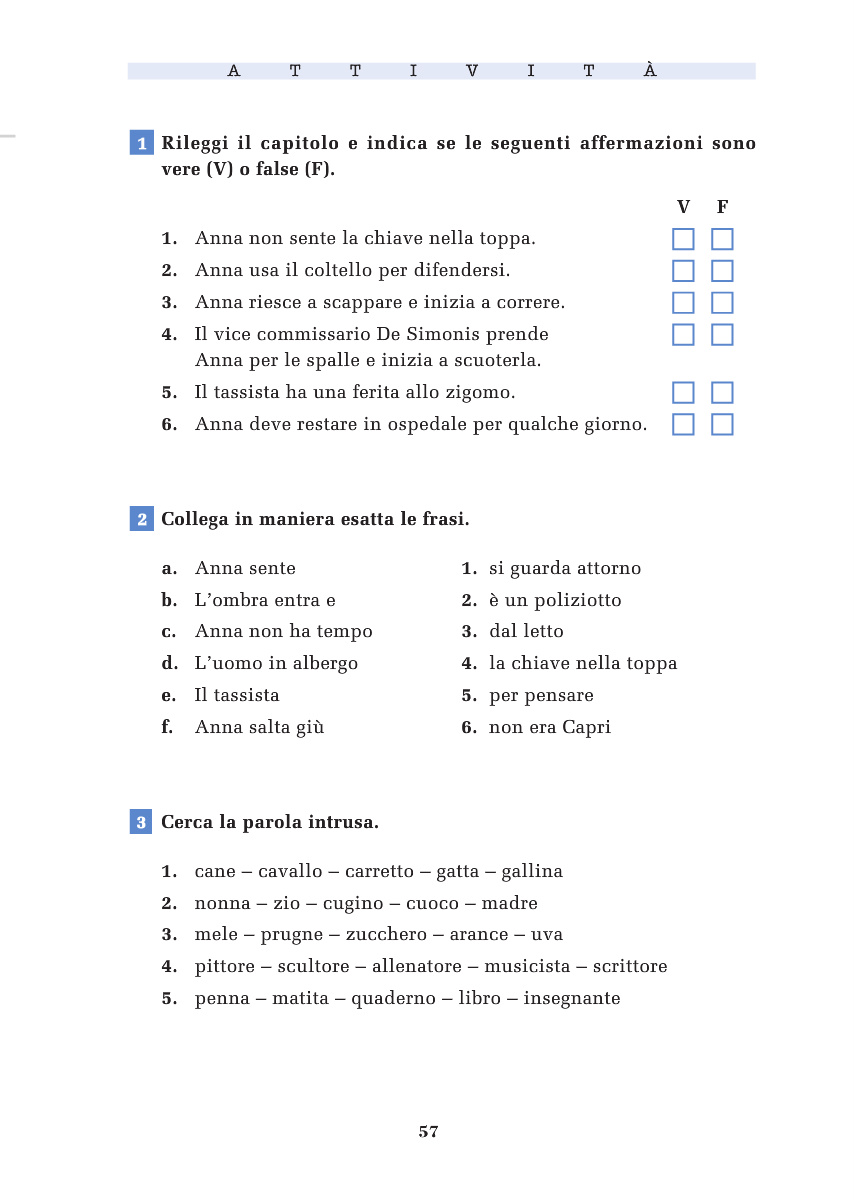 ATTIVITÀ
1 Rileggi il capitolo e indica se le seguenti affermazioni sono
vere (V) o false (F).
V F
1. Anna non sente la chiave nella toppa.
2. Anna usa il coltello per difendersi.
3. Anna riesce a scappare e inizia a correre.
4. Il vice commissario De Simonis prende
Anna per le spalle e inizia a scuoterla.
5. Il tassista ha una ferita allo zigomo.
6. Anna deve restare in ospedale per qualche giorno.
2 Collega in maniera esatta le frasi.
a. Anna sente 1. si guarda attorno
b. L’ombra entra e 2. è un poliziotto
c. Anna non ha tempo 3. dal letto
d. L’uomo in albergo 4. la chiave nella toppa
e. Il tassista 5. per pensare
f. Anna salta giù 6. non era Capri
3 Cerca la parola intrusa.
1. cane – cavallo – carretto – gatta – gallina
2. nonna – zio – cugino – cuoco – madre
3. mele – prugne – zucchero – arance – uva
4. pittore – scultore – allenatore – musicista – scrittore
5. penna – matita – quaderno – libro – insegnante
57